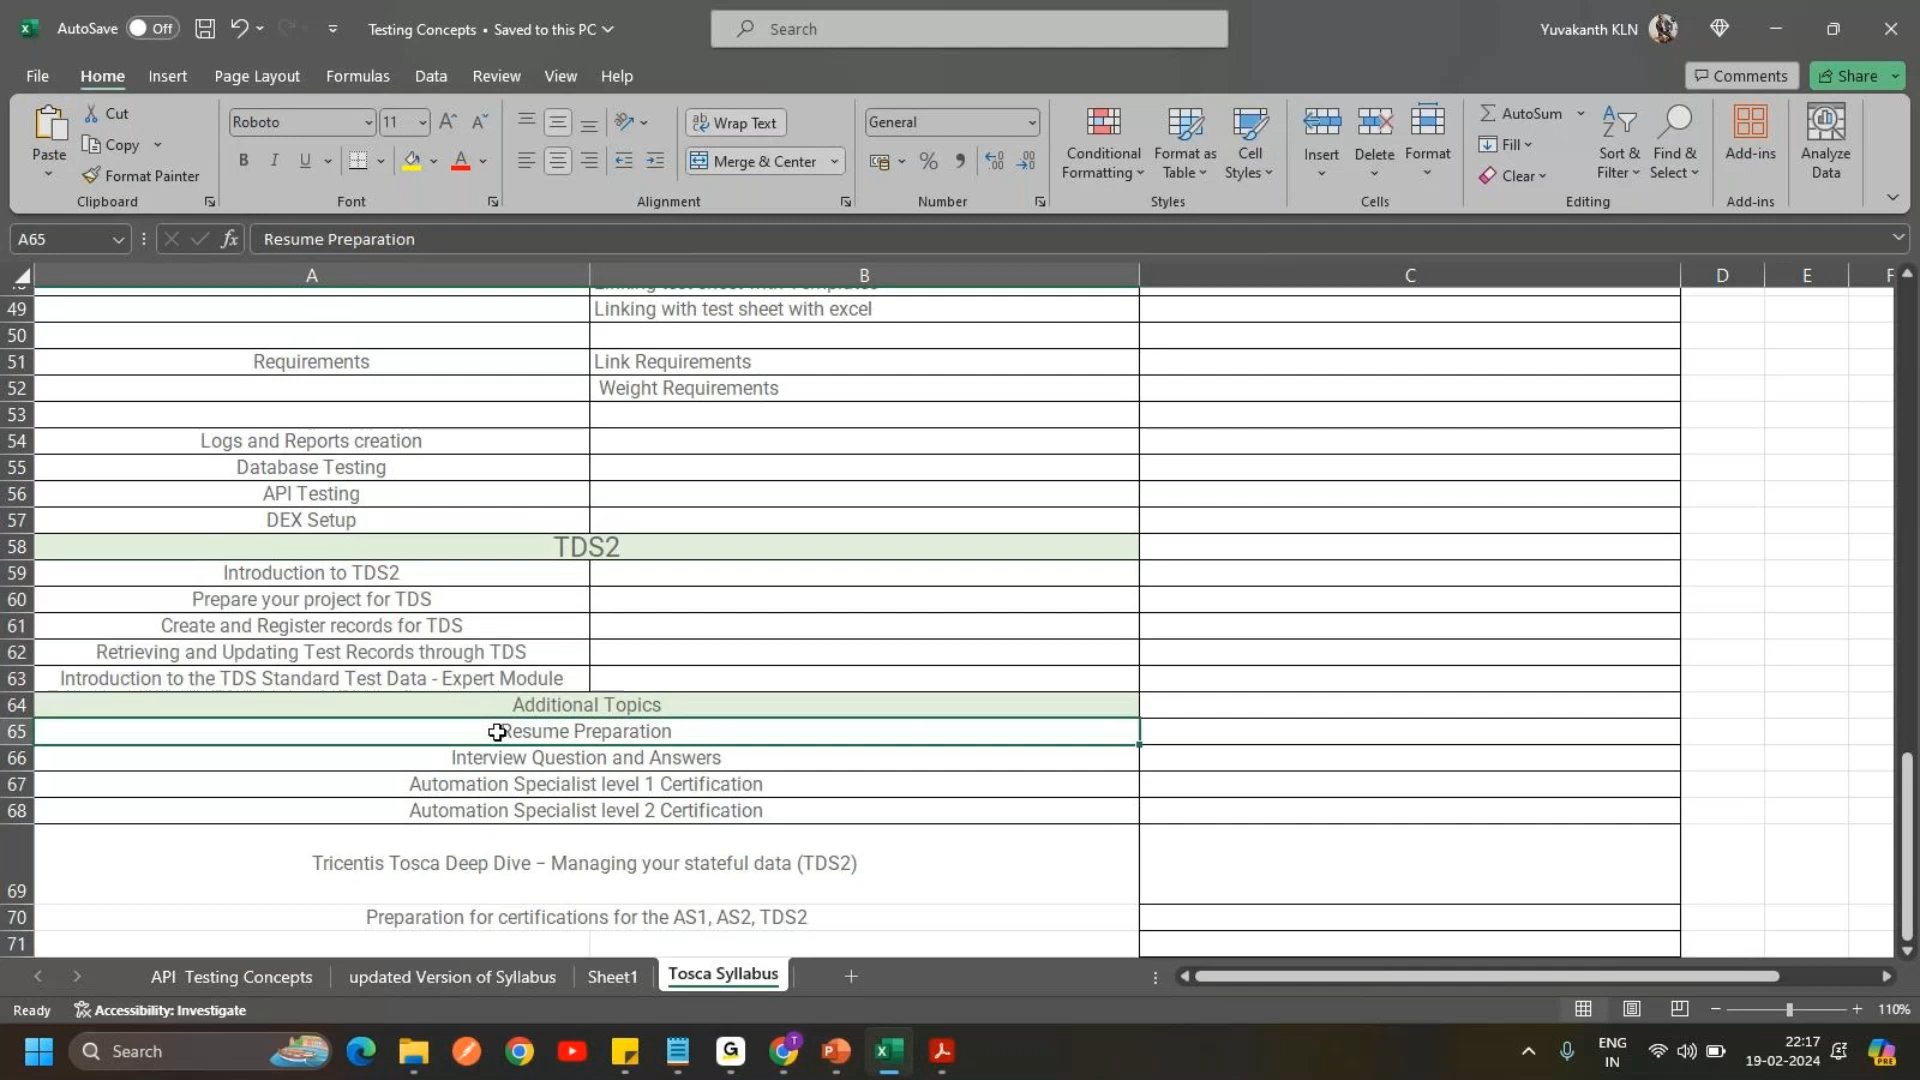 AutoSave Off Testing Concepts • Saved to this PC Search Yuvakanth KLN
File Home Insert Page Layout Formulas Data Review View Help Comments Share
Paste Cut Copy Format Painter Clipboard
Roboto 11 B I U A Font
Wrap Text Merge & Center Alignment
General % Number
Conditional Formatting Format as Table Cell Styles Styles
Insert Delete Format Cells
AutoSum Fill Clear Sort & Filter Find & Select Editing
Add-ins Add-ins
Analyze Data
A65 fx Resume Preparation
A B C D E F
49 Linking with test sheet with excel
50
51 Requirements Link Requirements
52 Weight Requirements
53
54 Logs and Reports creation
55 Database Testing
56 API Testing
57 DEX Setup
58 TDS2
59 Introduction to TDS2
60 Prepare your project for TDS
61 Create and Register records for TDS
62 Retrieving and Updating Test Records through TDS
63 Introduction to the TDS Standard Test Data - Expert Module
64 Additional Topics
65 Resume Preparation
66 Interview Question and Answers
67 Automation Specialist level 1 Certification
68 Automation Specialist level 2 Certification
69 Tricentis Tosca Deep Dive – Managing your stateful data (TDS2)
70 Preparation for certifications for the AS1, AS2, TDS2
71
API Testing Concepts updated Version of Syllabus Sheet1 Tosca Syllabus
Ready Accessibility: Investigate 110%
Search ENG IN 22:17 19-02-2024